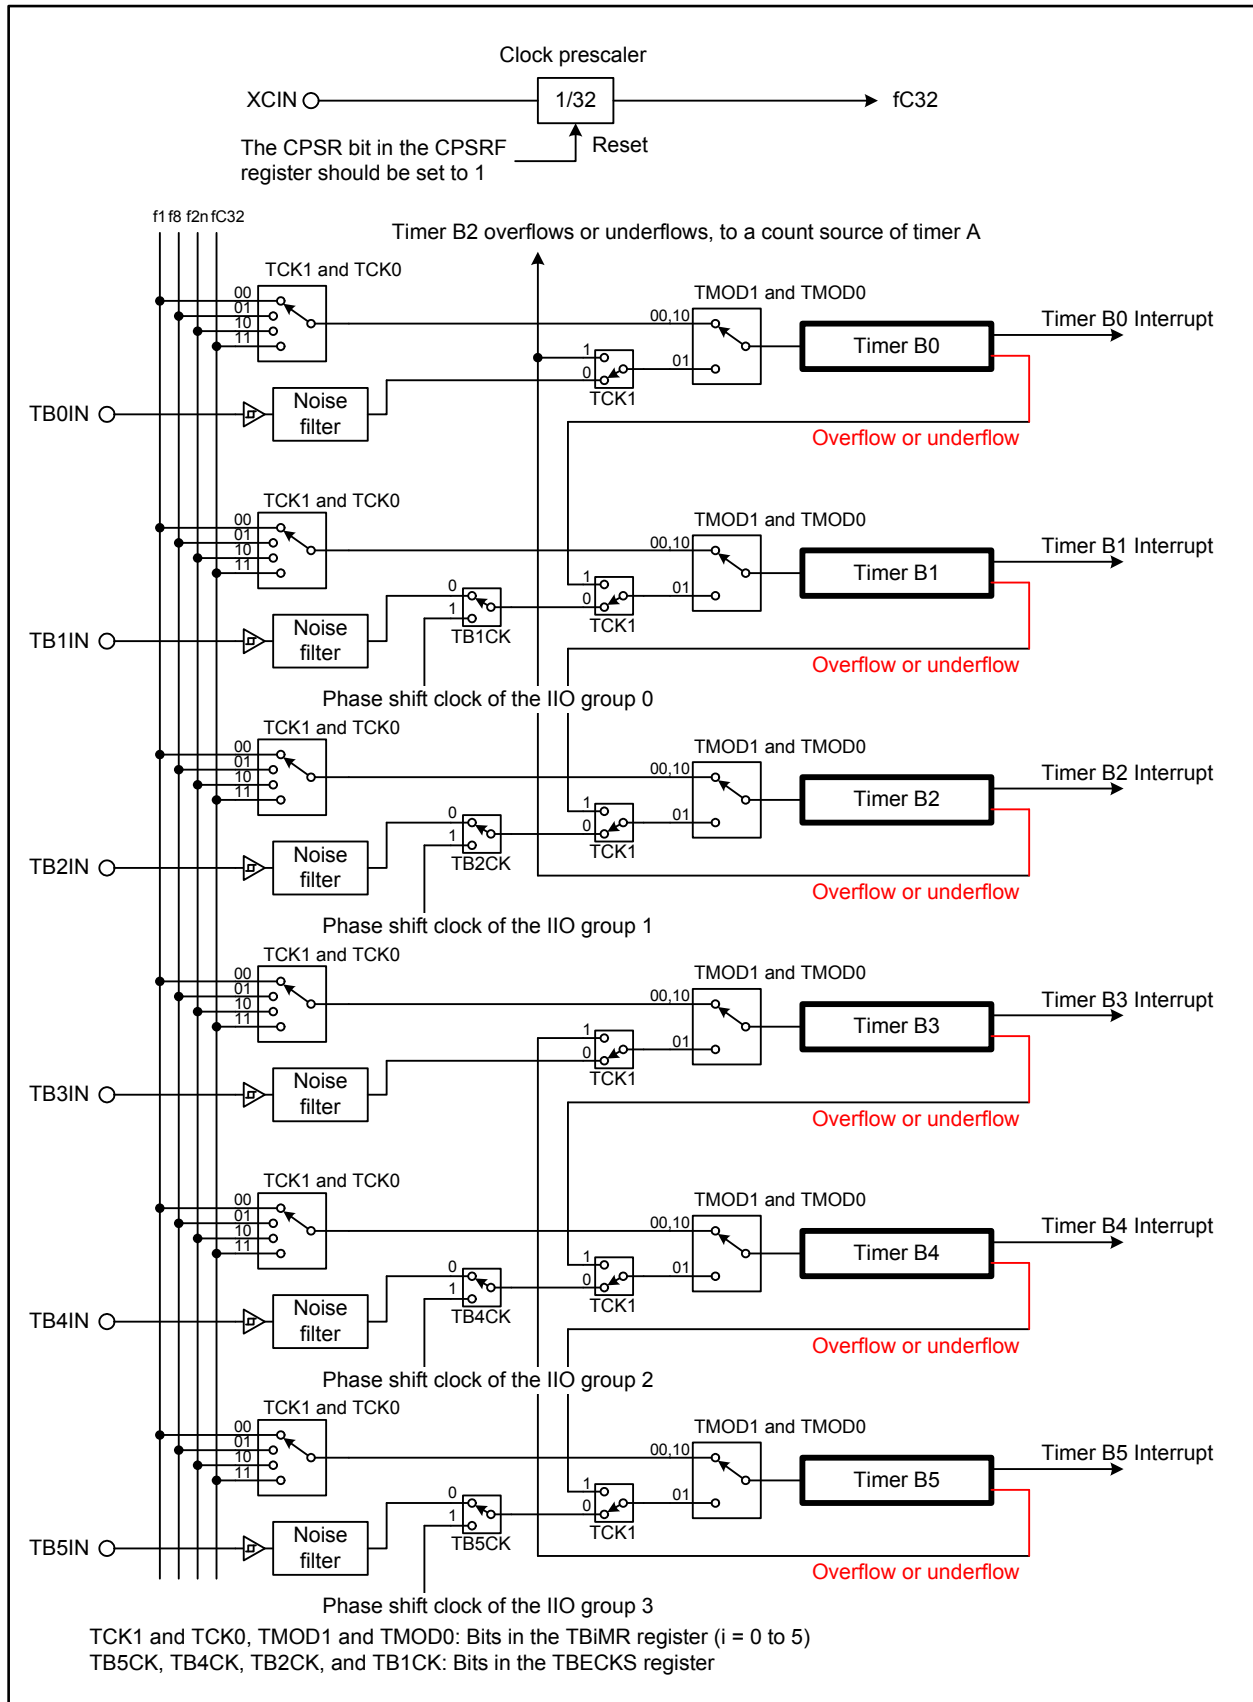 Clock prescaler
XCIN
1/32
fC32
The CPSR bit in the CPSRF
register should be set to 1
Reset
f1 f8 f2n fC32
Timer B2 overflows or underflows, to a count source of timer A
TCK1 and TCK0
00
01
10
11
TMOD1 and TMOD0
00,10
01
1
0
TCK1
Timer B0
Timer B0 Interrupt
TB0IN
Noise
filter
Overflow or underflow
TCK1 and TCK0
00
01
10
11
TMOD1 and TMOD0
00,10
01
1
0
TCK1
Timer B1
Timer B1 Interrupt
TB1IN
Noise
filter
0
1
TB1CK
Overflow or underflow
Phase shift clock of the IIO group 0
TCK1 and TCK0
00
01
10
11
TMOD1 and TMOD0
00,10
01
1
0
TCK1
Timer B2
Timer B2 Interrupt
TB2IN
Noise
filter
0
1
TB2CK
Overflow or underflow
Phase shift clock of the IIO group 1
TCK1 and TCK0
00
01
10
11
TMOD1 and TMOD0
00,10
01
1
0
TCK1
Timer B3
Timer B3 Interrupt
TB3IN
Noise
filter
Overflow or underflow
TCK1 and TCK0
00
01
10
11
TMOD1 and TMOD0
00,10
01
1
0
TCK1
Timer B4
Timer B4 Interrupt
TB4IN
Noise
filter
0
1
TB4CK
Overflow or underflow
Phase shift clock of the IIO group 2
TCK1 and TCK0
00
01
10
11
TMOD1 and TMOD0
00,10
01
1
0
TCK1
Timer B5
Timer B5 Interrupt
TB5IN
Noise
filter
0
1
TB5CK
Overflow or underflow
Phase shift clock of the IIO group 3
TCK1 and TCK0, TMOD1 and TMOD0: Bits in the TBiMR register (i = 0 to 5)
TB5CK, TB4CK, TB2CK, and TB1CK: Bits in the TBECKS register